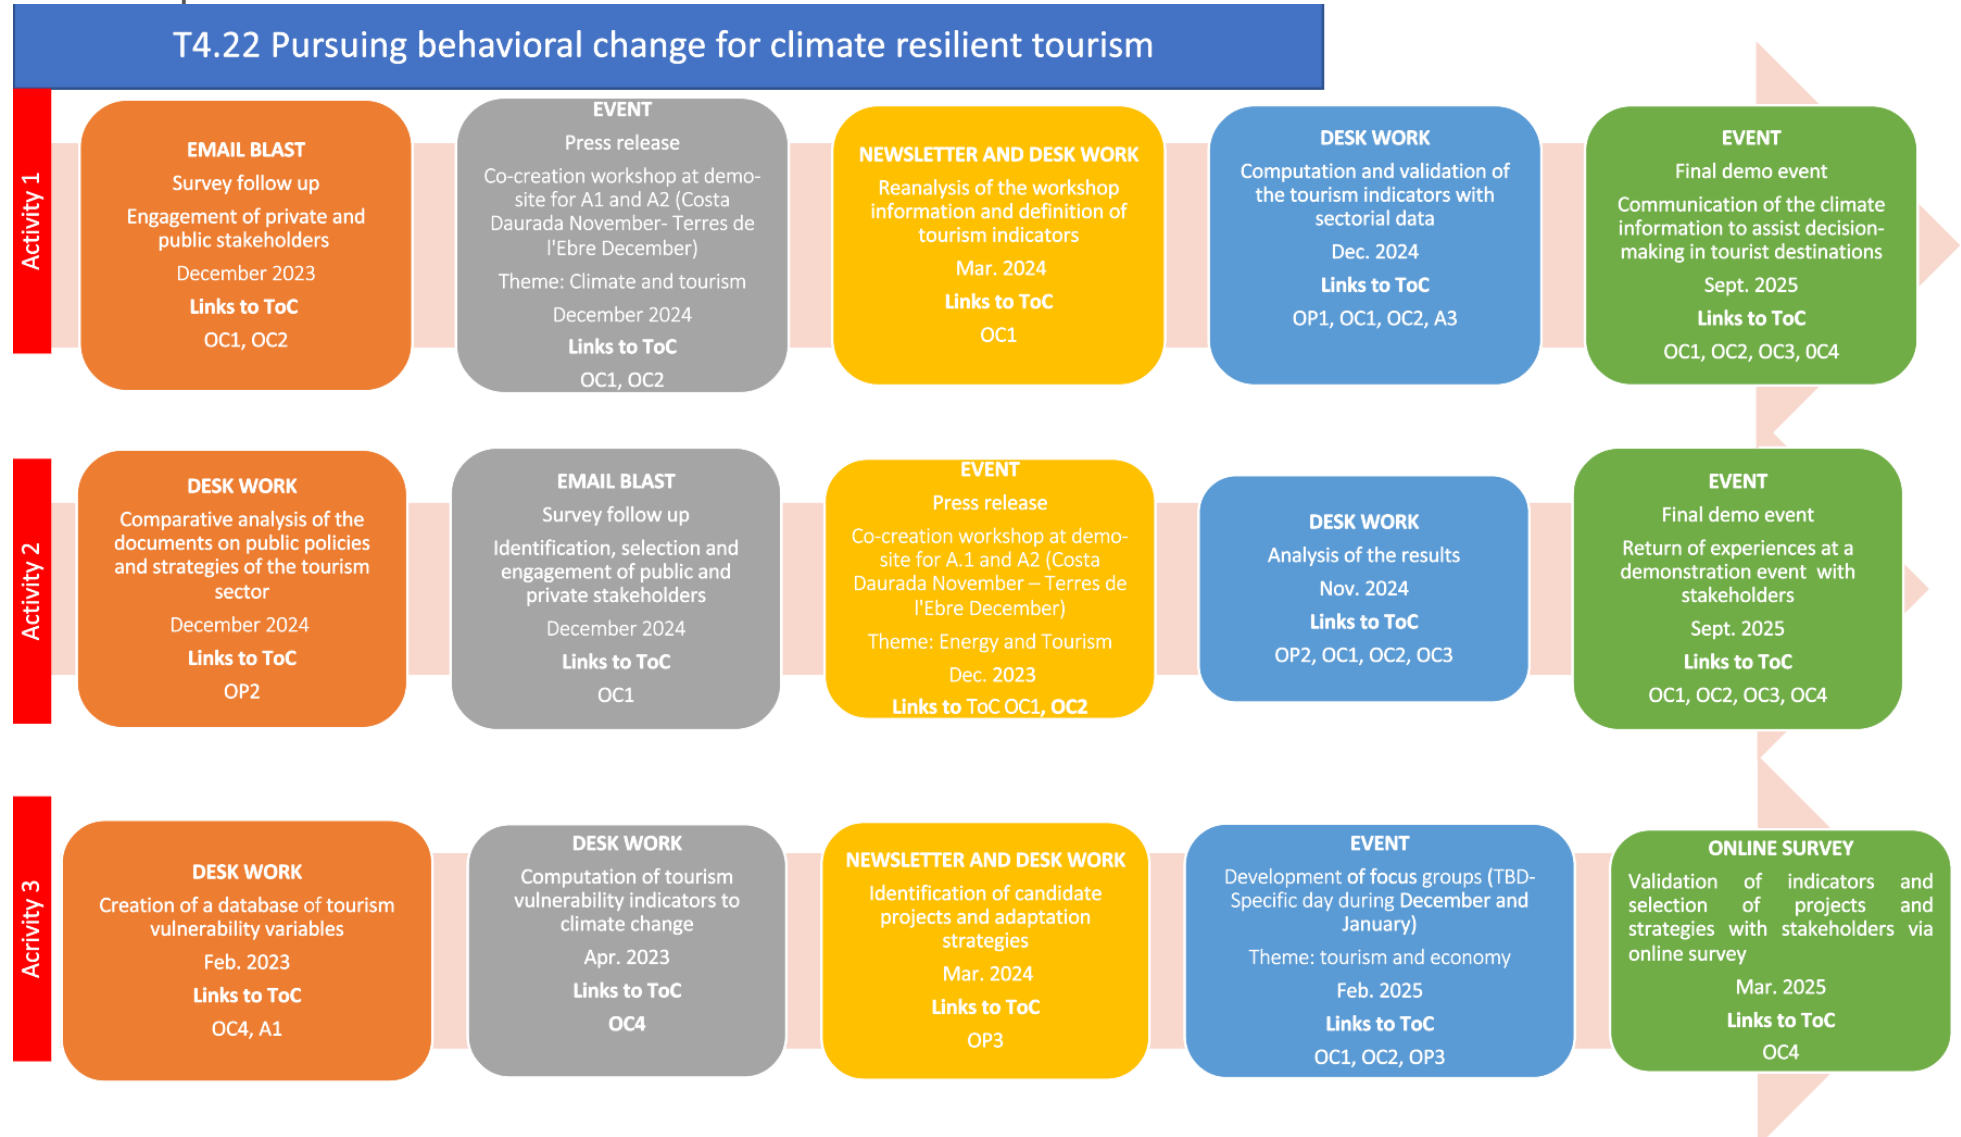 T4.22 Pursuing behavioral change for climate resilient tourism
Activity 1
EMAIL BLAST
Survey follow up
Engagement of private and
public stakeholders
December 2023
Links to ToC
OC1, OC2
EVENT
Press release
Co-creation workshop at demo-
site for A1 and A2 (Costa
Daurada November- Terres de
l'Ebre December)
Theme: Climate and tourism
December 2024
Links to ToC
OC1, OC2
NEWSLETTER AND DESK WORK
Reanalysis of the workshop
information and definition of
tourism indicators
Mar. 2024
Links to ToC
OC1
DESK WORK
Computation and validation of
the tourism indicators with
sectorial data
Dec. 2024
Links to ToC
OP1, OC1, OC2, A3
EVENT
Final demo event
Communication of the climate
information to assist decision-
making in tourist destinations
Sept. 2025
Links to ToC
OC1, OC2, OC3, 0C4
Activity 2
DESK WORK
Comparative analysis of the
documents on public policies
and strategies of the tourism
sector
December 2024
Links to ToC
OP2
EMAIL BLAST
Survey follow up
Identification, selection and
engagement of public and
private stakeholders
December 2024
Links to ToC
OC1
EVENT
Press release
Co-creation workshop at demo-
site for A.1 and A2 (Costa
Daurada November – Terres de
l'Ebre December)
Theme: Energy and Tourism
Dec. 2023
Links to ToC OC1, OC2
DESK WORK
Analysis of the results
Nov. 2024
Links to ToC
OP2, OC1, OC2, OC3
EVENT
Final demo event
Return of experiences at a
demonstration event with
stakeholders
Sept. 2025
Links to ToC
OC1, OC2, OC3, OC4
Acrivity 3
DESK WORK
Creation of a database of tourism
vulnerability variables
Feb. 2023
Links to ToC
OC4, A1
DESK WORK
Computation of tourism
vulnerability indicators to
climate change
Apr. 2023
Links to ToC
OC4
NEWSLETTER AND DESK WORK
Identification of candidate
projects and adaptation
strategies
Mar. 2024
Links to ToC
OP3
EVENT
Development of focus groups (TBD-
Specific day during December and
January)
Theme: tourism and economy
Feb. 2025
Links to ToC
OC1, OC2, OP3
ONLINE SURVEY
Validation of indicators and
selection of projects and
strategies with stakeholders via
online survey
Mar. 2025
Links to ToC
OC4